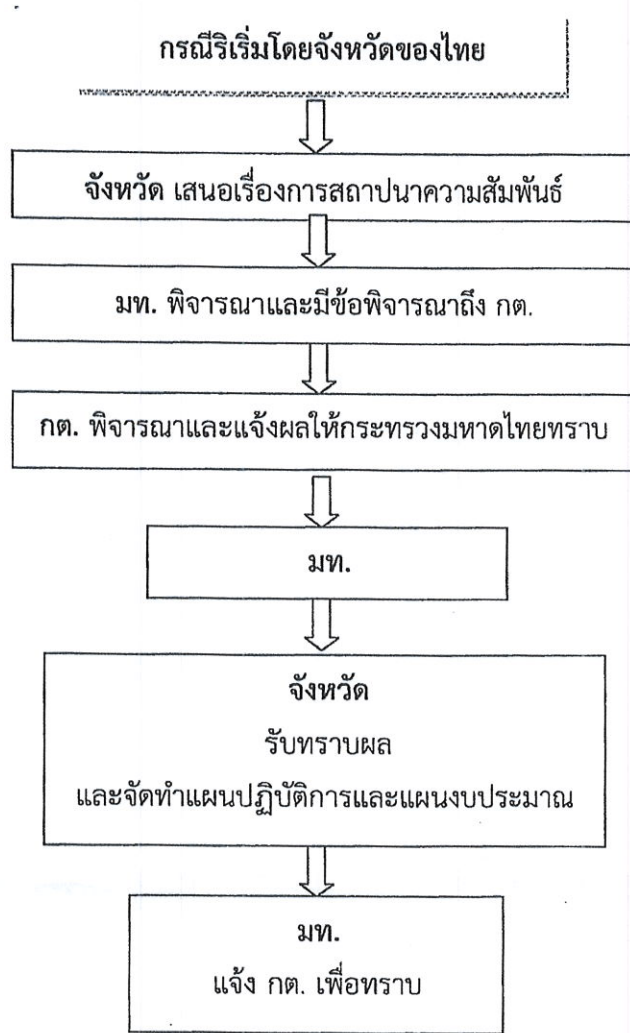 กรณีริเริ่มโดยจังหวัดของไทย
จังหวัด เสนอเรื่องการสถาปนาความสัมพันธ์
มท. พิจารณาและมีข้อพิจารณาถึง กต.
กต. พิจารณาและแจ้งผลให้กระทรวงมหาดไทยทราบ
มท.
จังหวัด
รับทราบผล
และจัดทำแผนปฏิบัติการและแผนงบประมาณ
มท.
แจ้ง กต. เพื่อทราบ